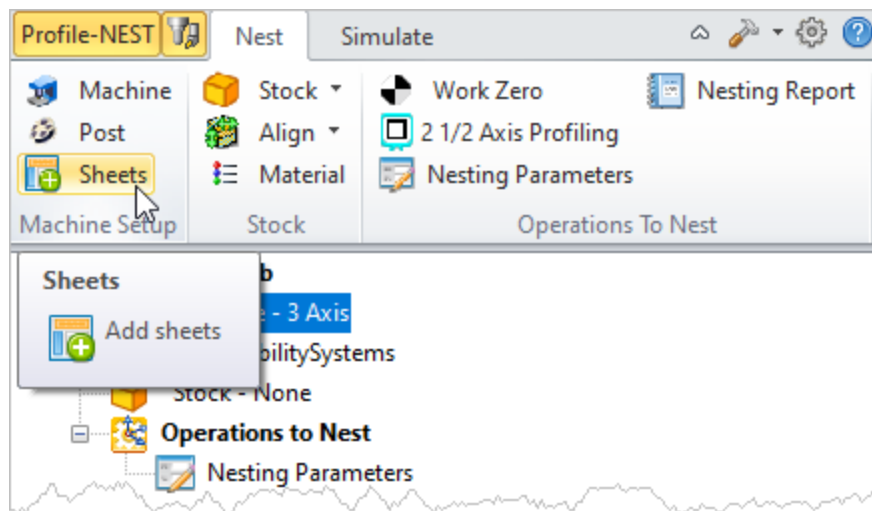 Profile-NEST Nest Simulate
Machine Stock Work Zero Nesting Report
Post Align 2 1/2 Axis Profiling
Sheets Material Nesting Parameters
Machine Setup Stock Operations To Nest
Sheets
Add sheets
b
- 3 Axis
bilitySystems
Stock - None
Operations to Nest
Nesting Parameters